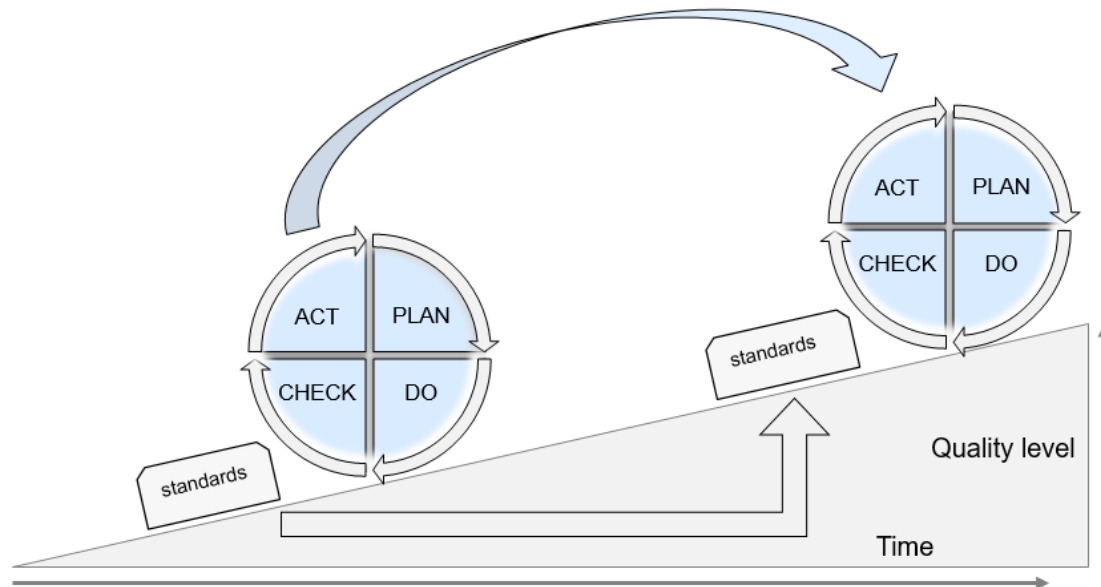 ACT PLAN
CHECK DO
standards
ACT PLAN
CHECK DO
standards
Quality level
Time